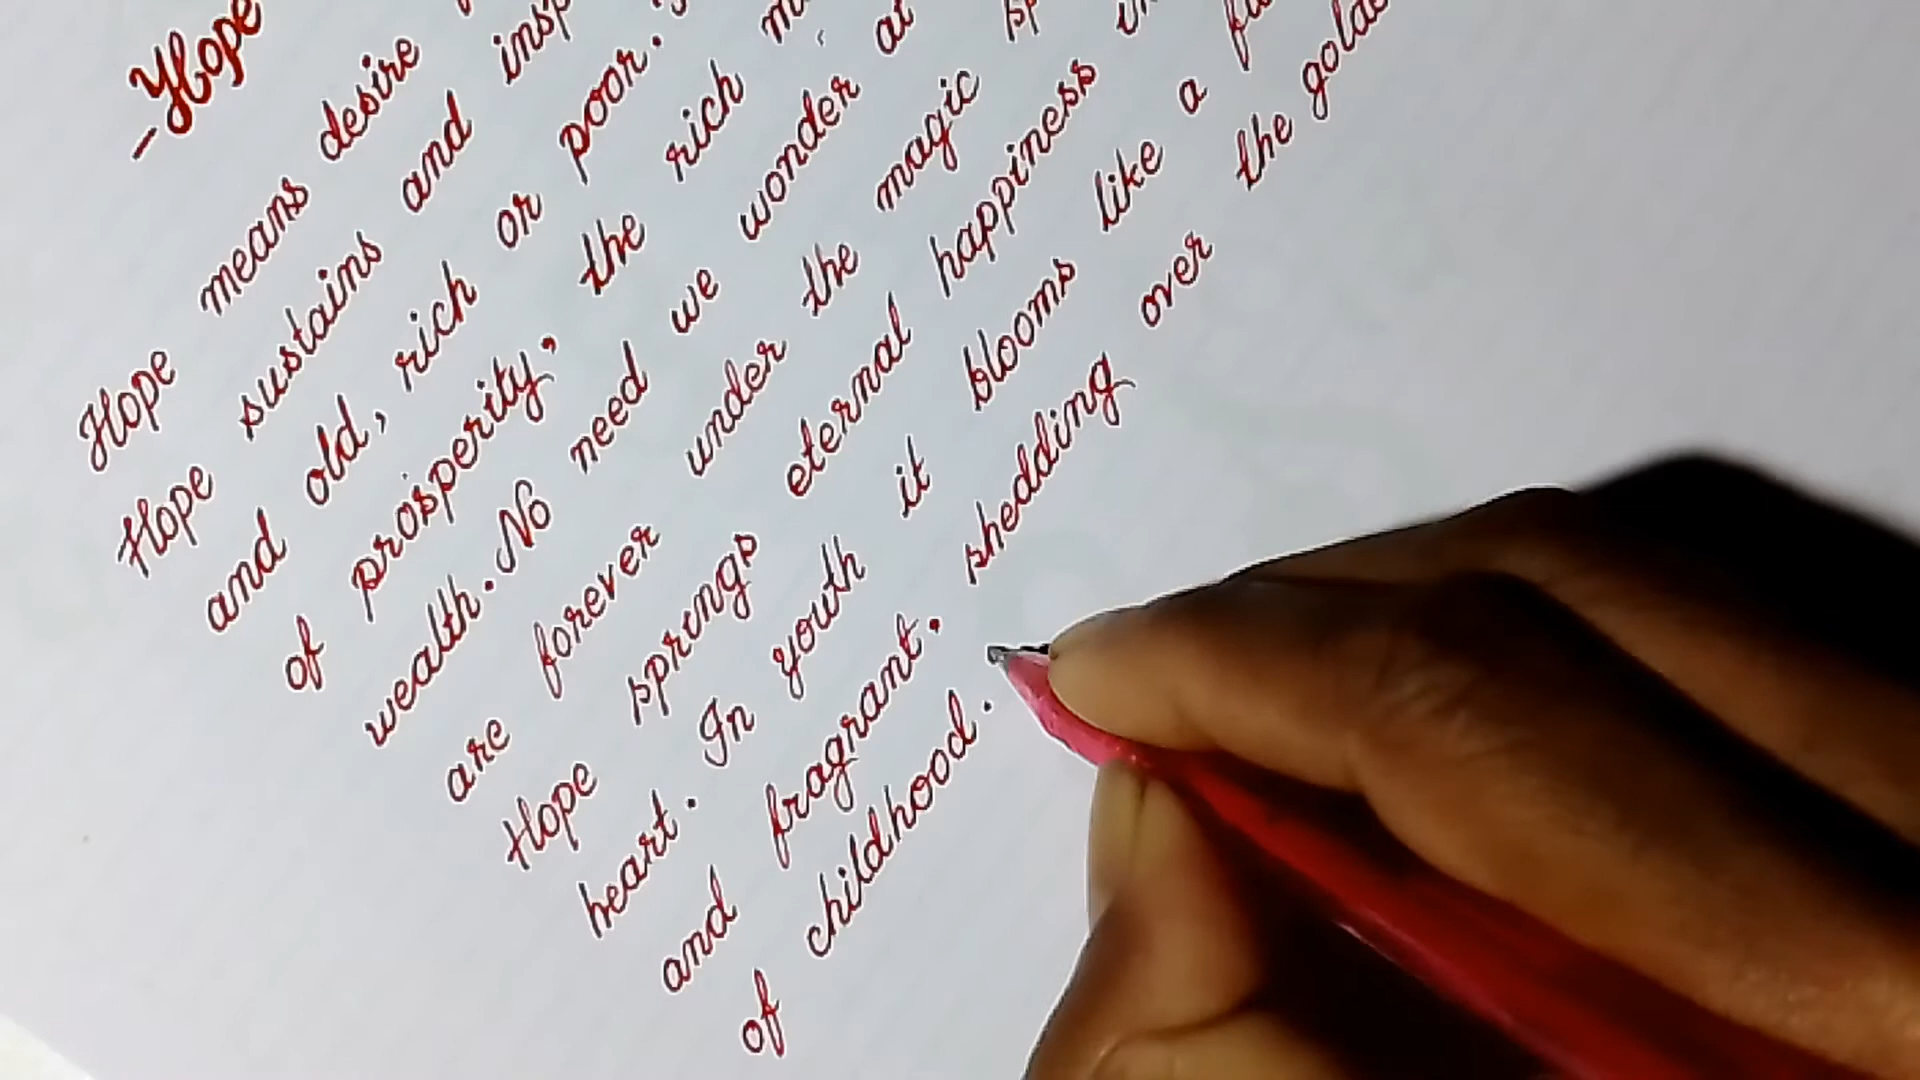 -Hope
Hope means desire
Hope sustains and
and old, rich or poor.
of prosperity, the rich
wealth. No need we wonder at
are forever under the magic
Hope springs eternal happiness
heart. In youth it blooms like a
and fragrant. shedding over the
of childhood.